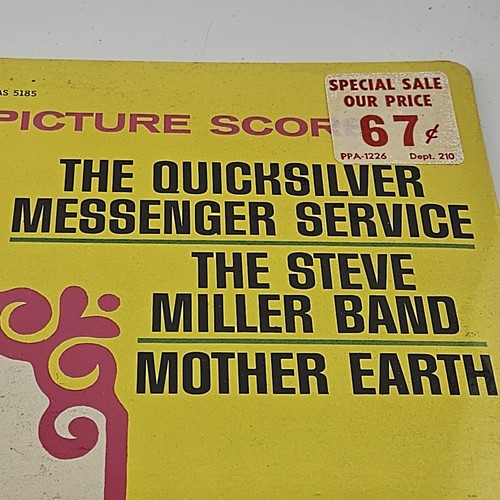 AS 5185
PICTURE SCORE
SPECIAL SALE
OUR PRICE
67¢
PPA-1226 Dept. 210
THE QUICKSILVER
MESSENGER SERVICE
THE STEVE
MILLER BAND
MOTHER EARTH